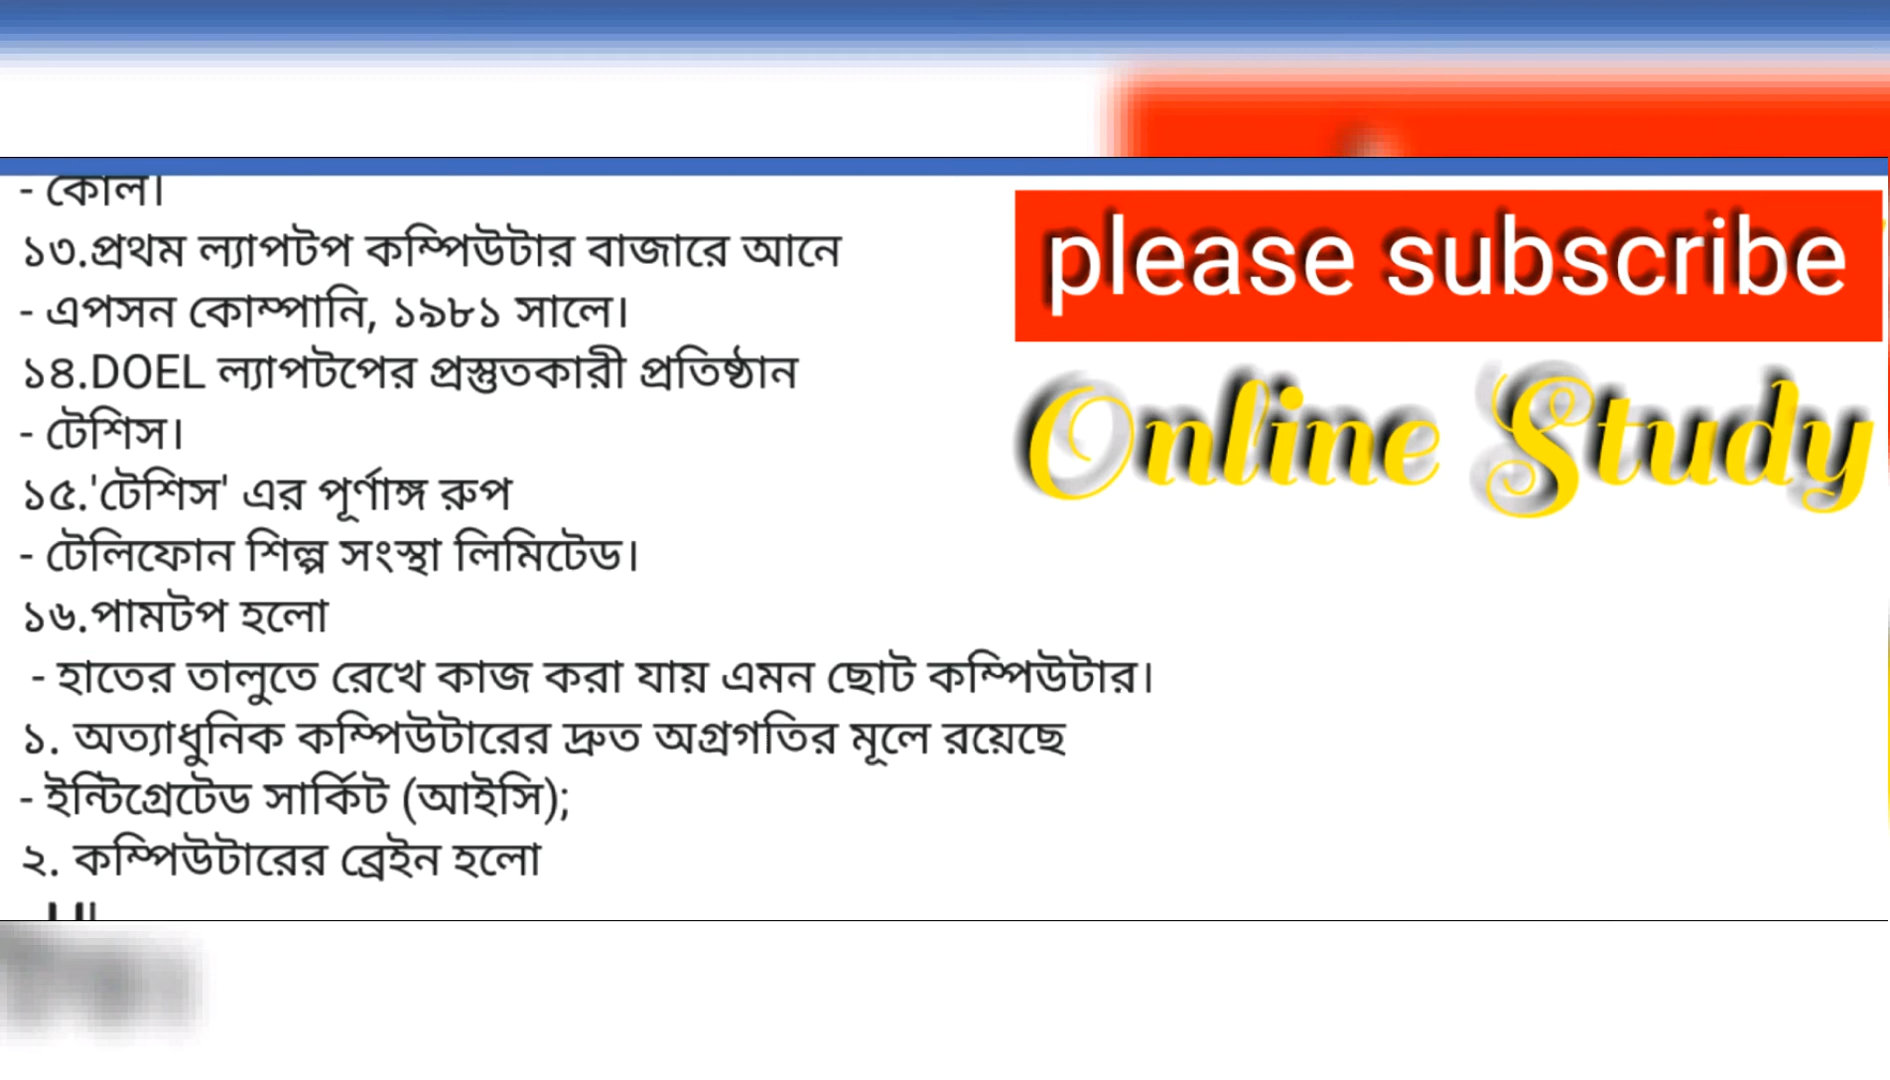 - কোল।
১৩.প্রথম ল্যাপটপ কম্পিউটার বাজারে আনে
- এপসন কোম্পানি, ১৯৮১ সালে।
১৪.DOEL ল্যাপটপের প্রস্তুতকারী প্রতিষ্ঠান
- টেশিস।
১৫.'টেশিস' এর পূর্ণাঙ্গ রুপ
- টেলিফোন শিল্প সংস্থা লিমিটেড।
১৬.পামটপ হলো
- হাতের তালুতে রেখে কাজ করা যায় এমন ছোট কম্পিউটার।
১. অত্যাধুনিক কম্পিউটারের দ্রুত অগ্রগতির মূলে রয়েছে
- ইন্টিগ্রেটেড সার্কিট (আইসি);
২. কম্পিউটারের ব্রেইন হলো
please subscribe
Online Study